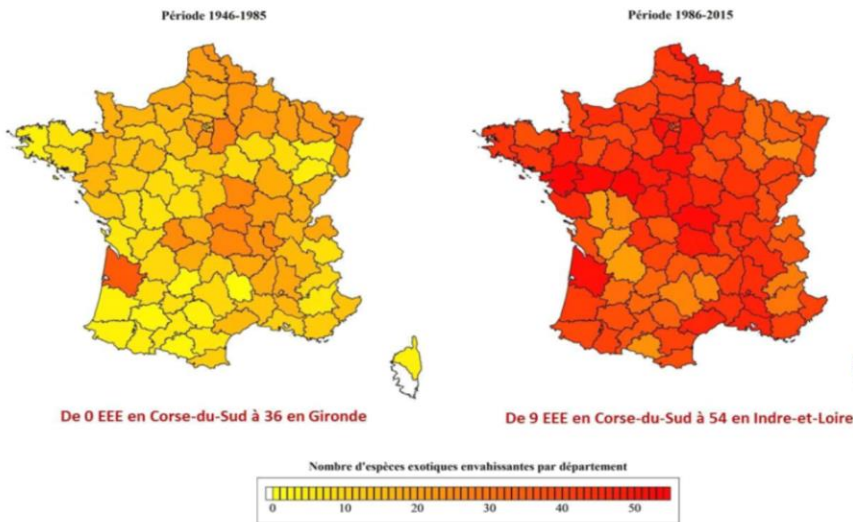 Période 1946-1985
Période 1986-2015
De 0 EEE en Corse-du-Sud à 36 en Gironde
De 9 EEE en Corse-du-Sud à 54 en Indre-et-Loire
Nombre d'espèces exotiques envahissantes par département
0 10 20 30 40 50